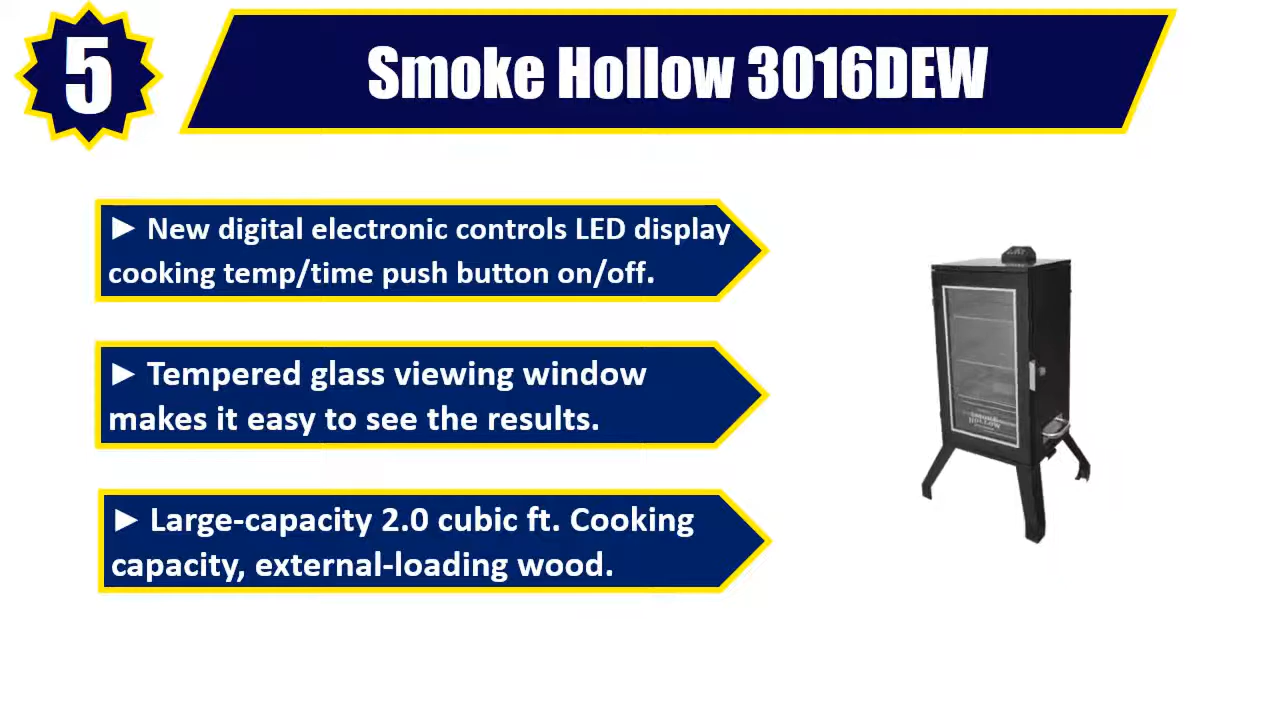 5
Smoke Hollow 3016DEW
► New digital electronic controls LED display
cooking temp/time push button on/off.
► Tempered glass viewing window
makes it easy to see the results.
► Large-capacity 2.0 cubic ft. Cooking
capacity, external-loading wood.
SMOKE
HOLLOW